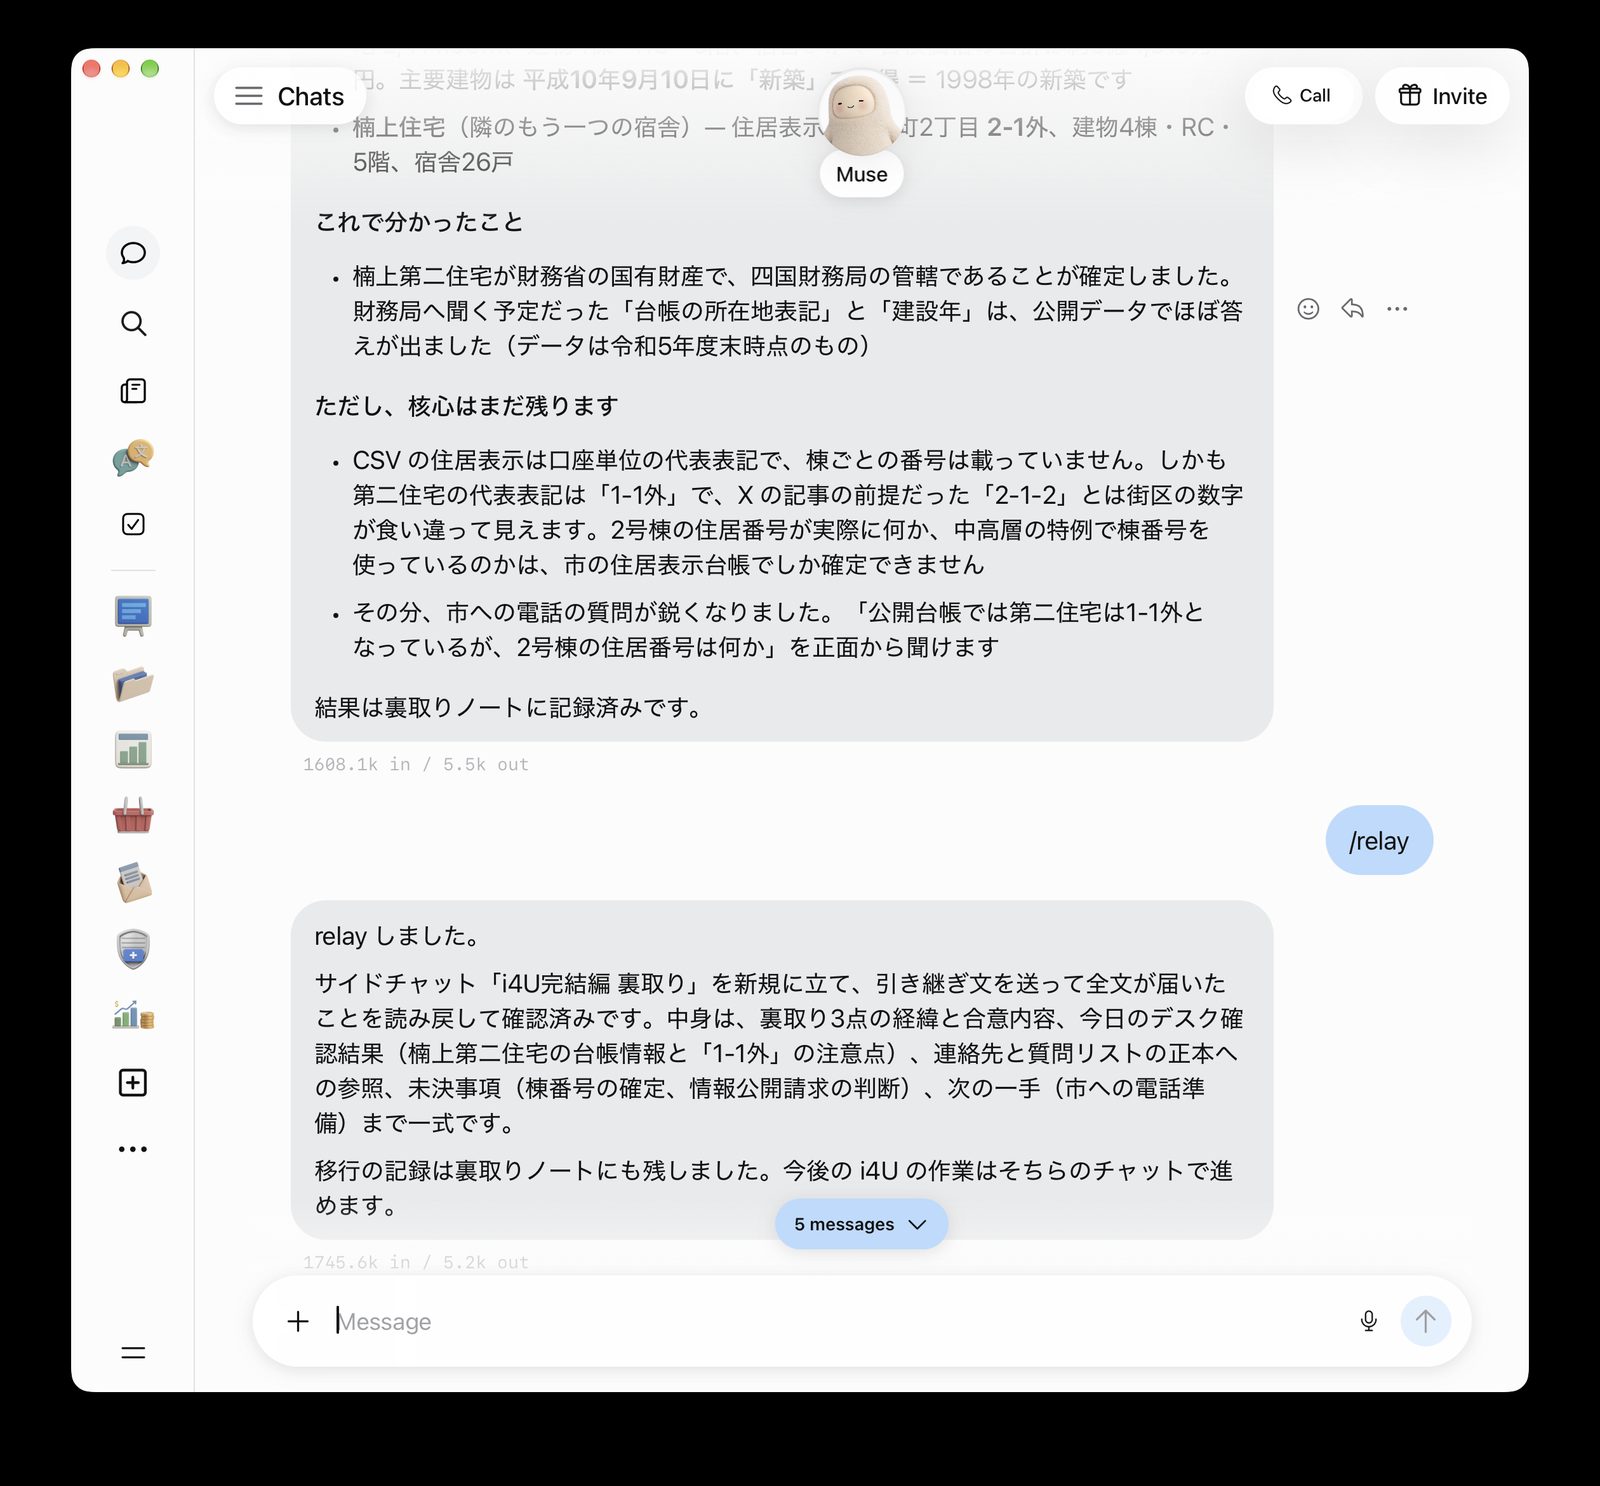 円。主要建物は 平成10年9月10日に「新築」で 得 = 1998年の新築です
Chats
Call
Invite
• 楠上住宅（隣のもう一つの宿舎）— 住居表示 町2丁目 2-1外、建物4棟・RC・
5階、宿舎26戸
Muse
これで分かったこと
• 楠上第二住宅が財務省の国有財産で、四国財務局の管轄であることが確定しました。
財務局へ聞く予定だった「台帳の所在地表記」と「建設年」は、公開データでほぼ答
えが出ました（データは令和5年度末時点のもの）
ただし、核心はまだ残ります
• CSV の住居表示は口座単位の代表表記で、棟ごとの番号は載っていません。しかも
第二住宅の代表表記は「1-1外」で、X の記事の前提だった「2-1-2」とは街区の数字
が食い違って見えます。2号棟の住居番号が実際に何か、中高層の特例で棟番号を
使っているのかは、市の住居表示台帳でしか確定できません
• その分、市への電話の質問が鋭くなりました。「公開台帳では第二住宅は1-1外と
なっているが、2号棟の住居番号は何か」を正面から聞けます
結果は裏取りノートに記録済みです。
1608.1k in / 5.5k out
/relay
relay しました。
サイドチャット「i4U完結編 裏取り」を新規に立て、引き継ぎ文を送って全文が届いた
ことを読み戻して確認済みです。中身は、裏取り3点の経緯と合意内容、今日のデスク確
認結果（楠上第二住宅の台帳情報と「1-1外」の注意点）、連絡先と質問リストの正本へ
の参照、未決事項（棟番号の確定、情報公開請求の判断）、次の一手（市への電話準
備）まで一式です。
移行の記録は裏取りノートにも残しました。今後の i4U の作業はそちらのチャットで進
めます。
5 messages
1745.6k in / 5.2k out
Message